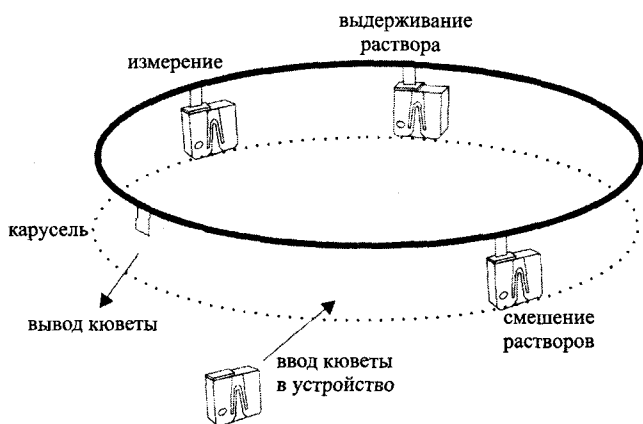 выдерживание
раствора
измерение
карусель
вывод кюветы
ввод кюветы
в устройство
смешение
растворов